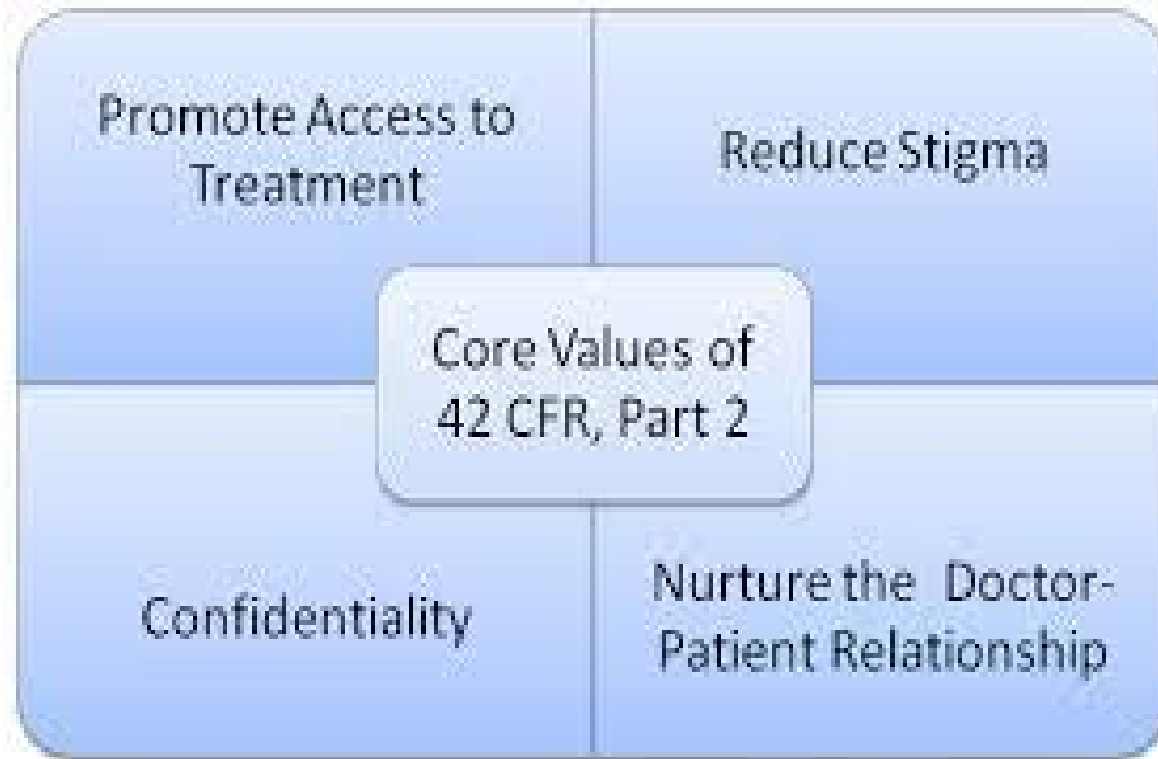 Promote Access to
Treatment
Reduce Stigma
Core Values of
42 CFR, Part 2
Confidentiality
Nurture the Doctor-
Patient Relationship